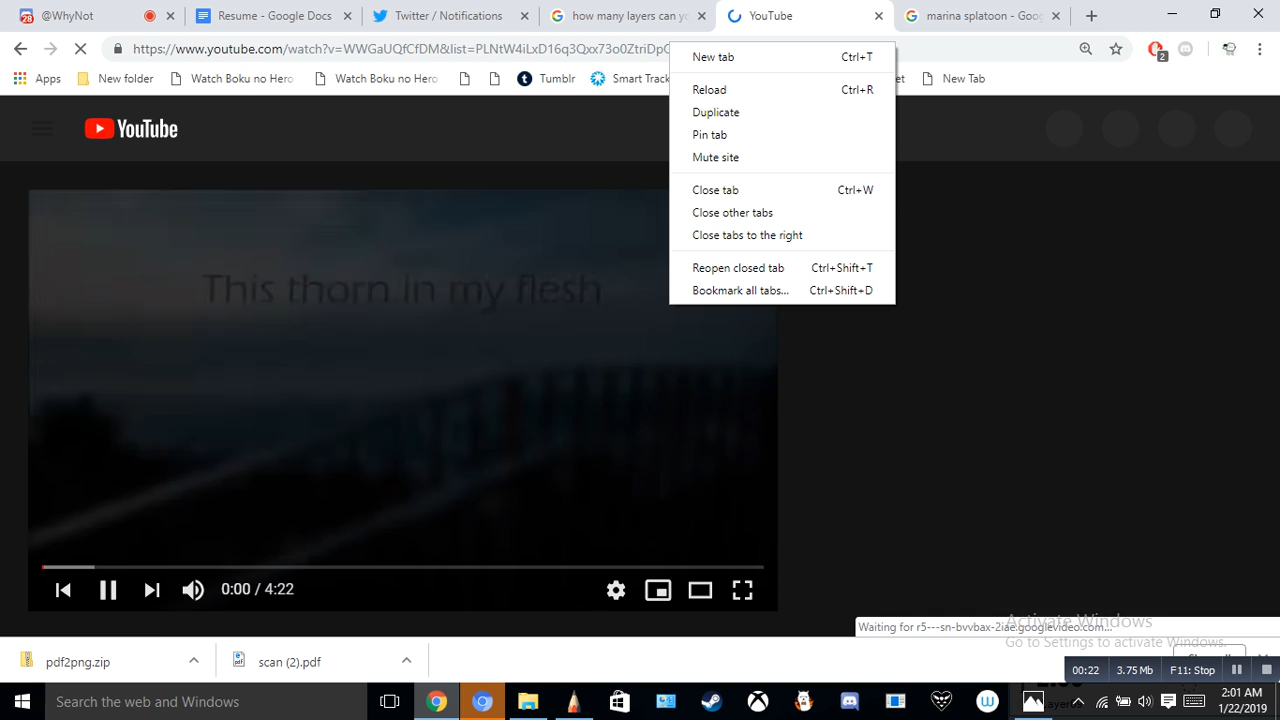 28 @WhyNot
Resume - Google Docs
Twitter / Notifications
how many layers can yo
YouTube
marina splatoon - Goo
https://www.youtube.com/watch?v=WWGaUQfCfDM&list=PLNtW4iLxD16q3Qxx73o0ZtriDpC
2
Apps
New folder
Watch Boku no Hero
Watch Boku no Hero
Tumblr
Smart Track
et
New Tab
New tab Ctrl+T
Reload Ctrl+R
Duplicate
Pin tab
Mute site
Close tab Ctrl+W
Close other tabs
Close tabs to the right
Reopen closed tab Ctrl+Shift+T
Bookmark all tabs... Ctrl+Shift+D
YouTube
This thorn in my flesh
0:00 / 4:22
Waiting for r5---sn-bvvbax-2iae.googlevideo.com...
Activate Windows
Go to Settings to activate Windows.
pdf2png.zip
scan (2).pdf
00:22 3.75 Mb F11: Stop
Search the web and Windows
2:01 AM
1/22/2019